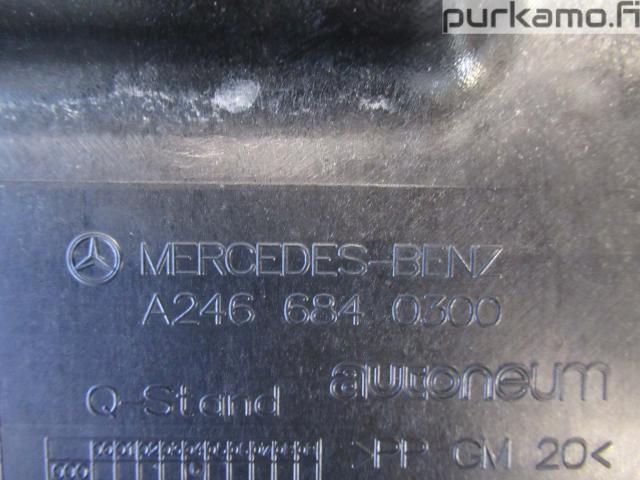 purkamo.fi
MERCEDES-BENZ
A246 684 0300
autoneum
Q-Stand
>PP GM 20<